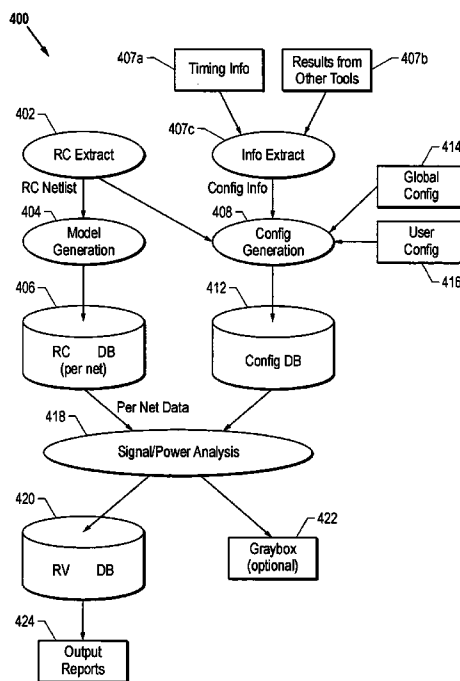 400
407a
Timing Info
Results from
Other Tools
407b
402
RC Extract
407c
Info Extract
414
Global
Config
RC Netlist
Config Info
404
Model
Generation
408
Config
Generation
User
Config
416
406
RC DB
(per net)
412
Config DB
Per Net Data
418
Signal/Power Analysis
420
RV DB
422
Graybox
(optional)
424
Output
Reports